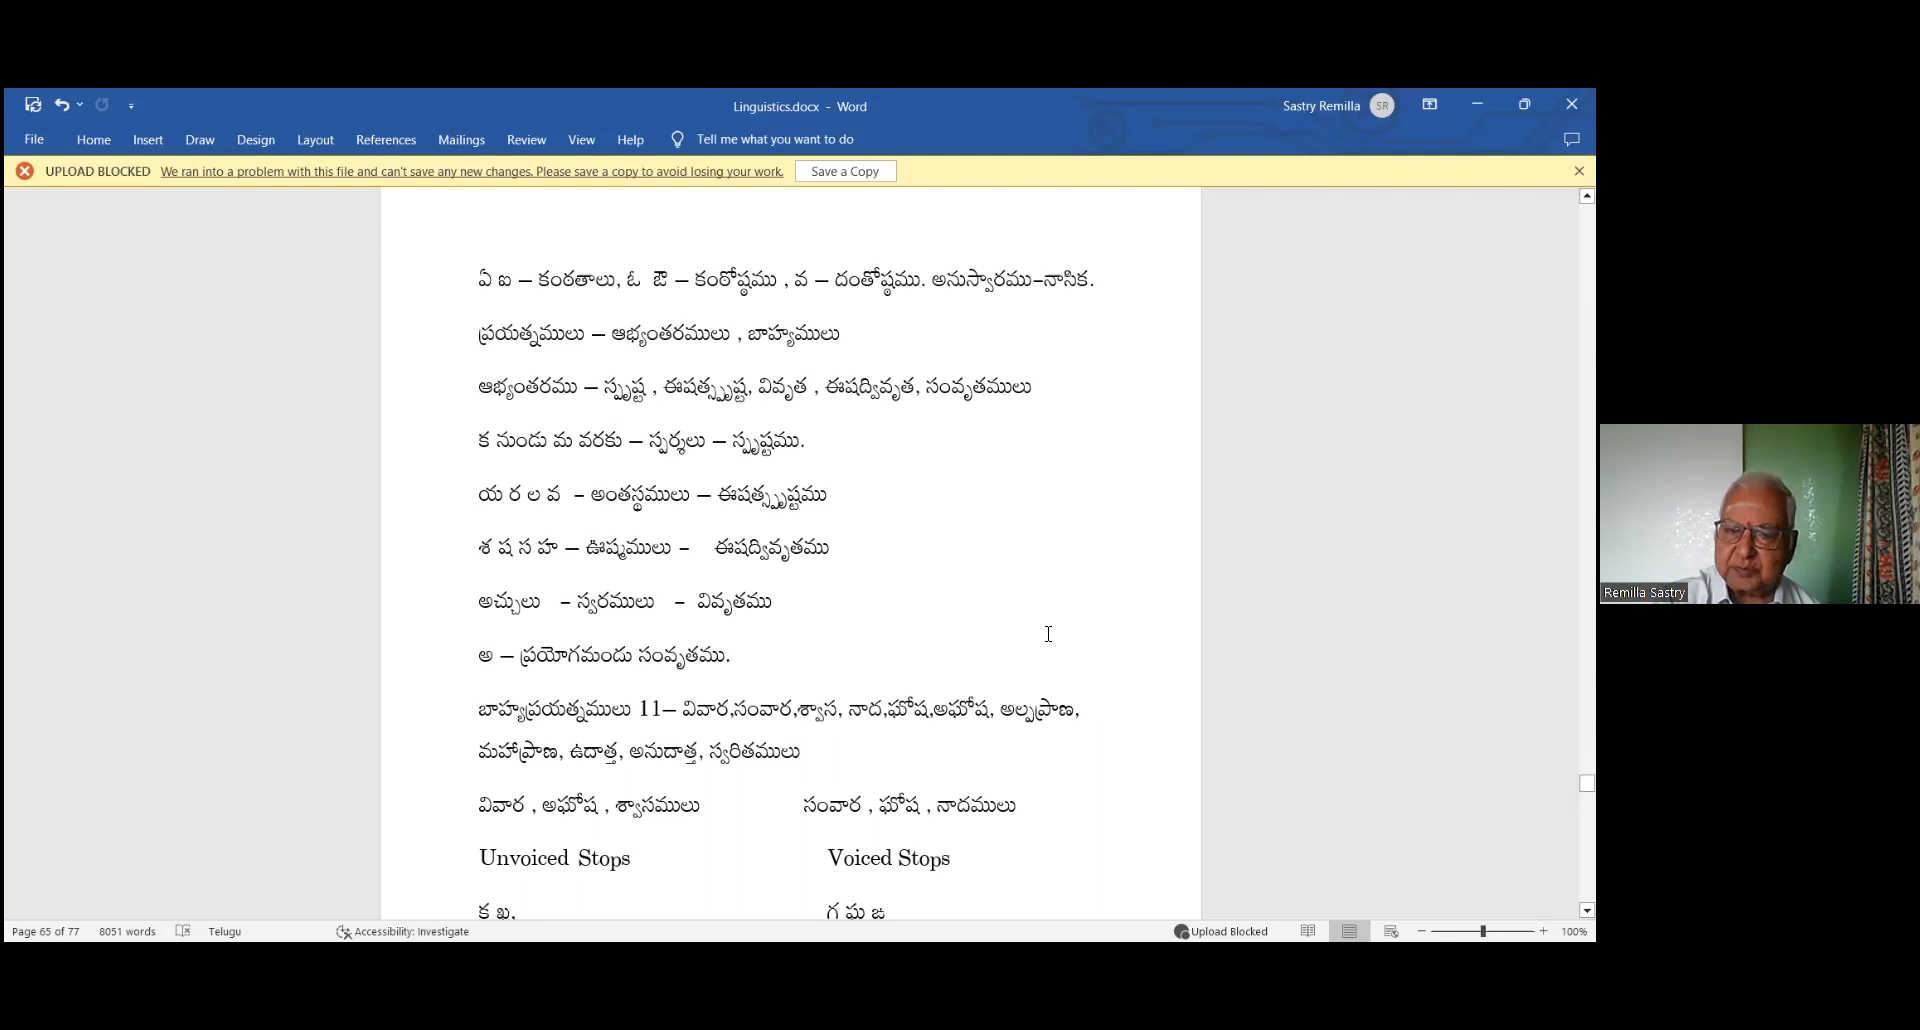 Linguistics.docx - Word
Sastry Remilla SR
File Home Insert Draw Design Layout References Mailings Review View Help Tell me what you want to do
UPLOAD BLOCKED We ran into a problem with this file and can't save any new changes. Please save a copy to avoid losing your work. Save a Copy
ఏ ఐ – కంఠతాలు, ఓ ఔ – కంఠోష్ఠము , వ – దంతోష్ఠము. అనుస్వారము-నాసిక.
ప్రయత్నములు – ఆభ్యంతరములు , బాహ్యములు
ఆభ్యంతరము – స్పృష్ట , ఈషత్స్పృష్ట, వివృత , ఈషద్వివృత, సంవృతములు
క నుండు మ వరకు – స్పర్శలు – స్పృష్టము.
య ర ల వ - అంతస్థములు – ఈషత్స్పృష్టము
శ ష స హ – ఊష్మములు - ఈషద్వివృతము
అచ్చులు - స్వరములు - వివృతము
అ – ప్రయోగమందు సంవృతము.
బాహ్యప్రయత్నములు 11– వివార,సంవార,శ్వాస, నాద,ఘోష,అఘోష, అల్పప్రాణ,
మహాప్రాణ, ఉదాత్త, అనుదాత్త, స్వరితములు
వివార , అఘోష , శ్వాసములు సంవార , ఘోష , నాదములు
Unvoiced Stops Voiced Stops
క ఖ, గ ఘ ఙ
Remilla Sastry
Page 65 of 77 8051 words Telugu Accessibility: Investigate Upload Blocked 100%